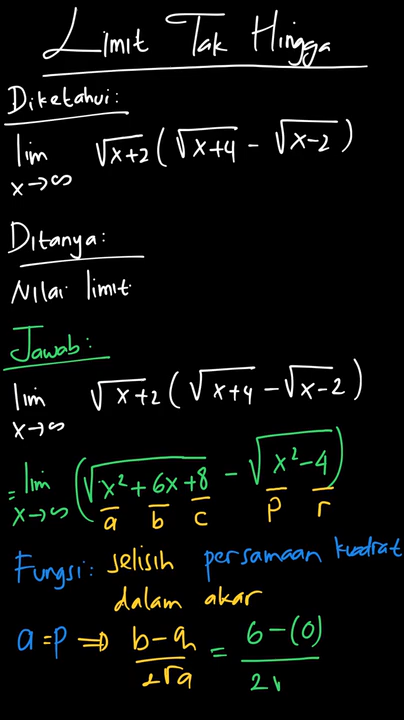 Limit Tak Hingga
Diketahui:
lim x→∞ √x+2 ( √x+4 - √x-2 )
Ditanya:
Nilai limit.
Jawab:
lim x→∞ √x+2 ( √x+4 - √x-2 )
= lim x→∞ ( √x² + 6x + 8 - √x² - 4 )
a b c p r
Fungsi: selisih persamaan kuadrat
dalam akar
a = p ⇒ b-q / 2√a = 6-(0) / 2√